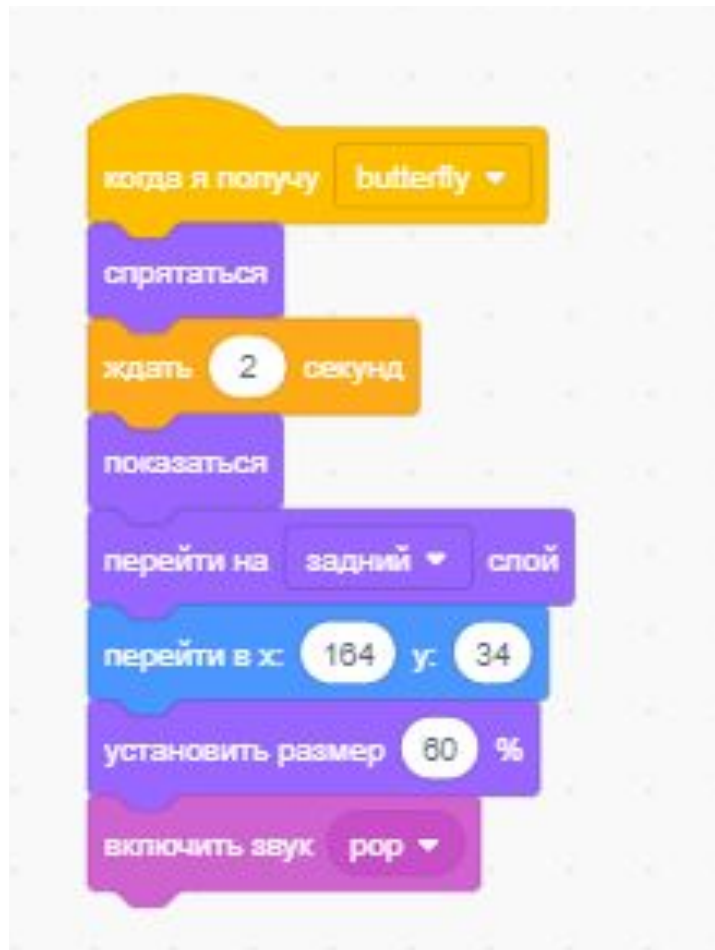 когда я получу butterfly
спрятаться
ждать 2 секунд
показаться
перейти на задний слой
перейти в x: 164 y: 34
установить размер 60 %
включить звук pop